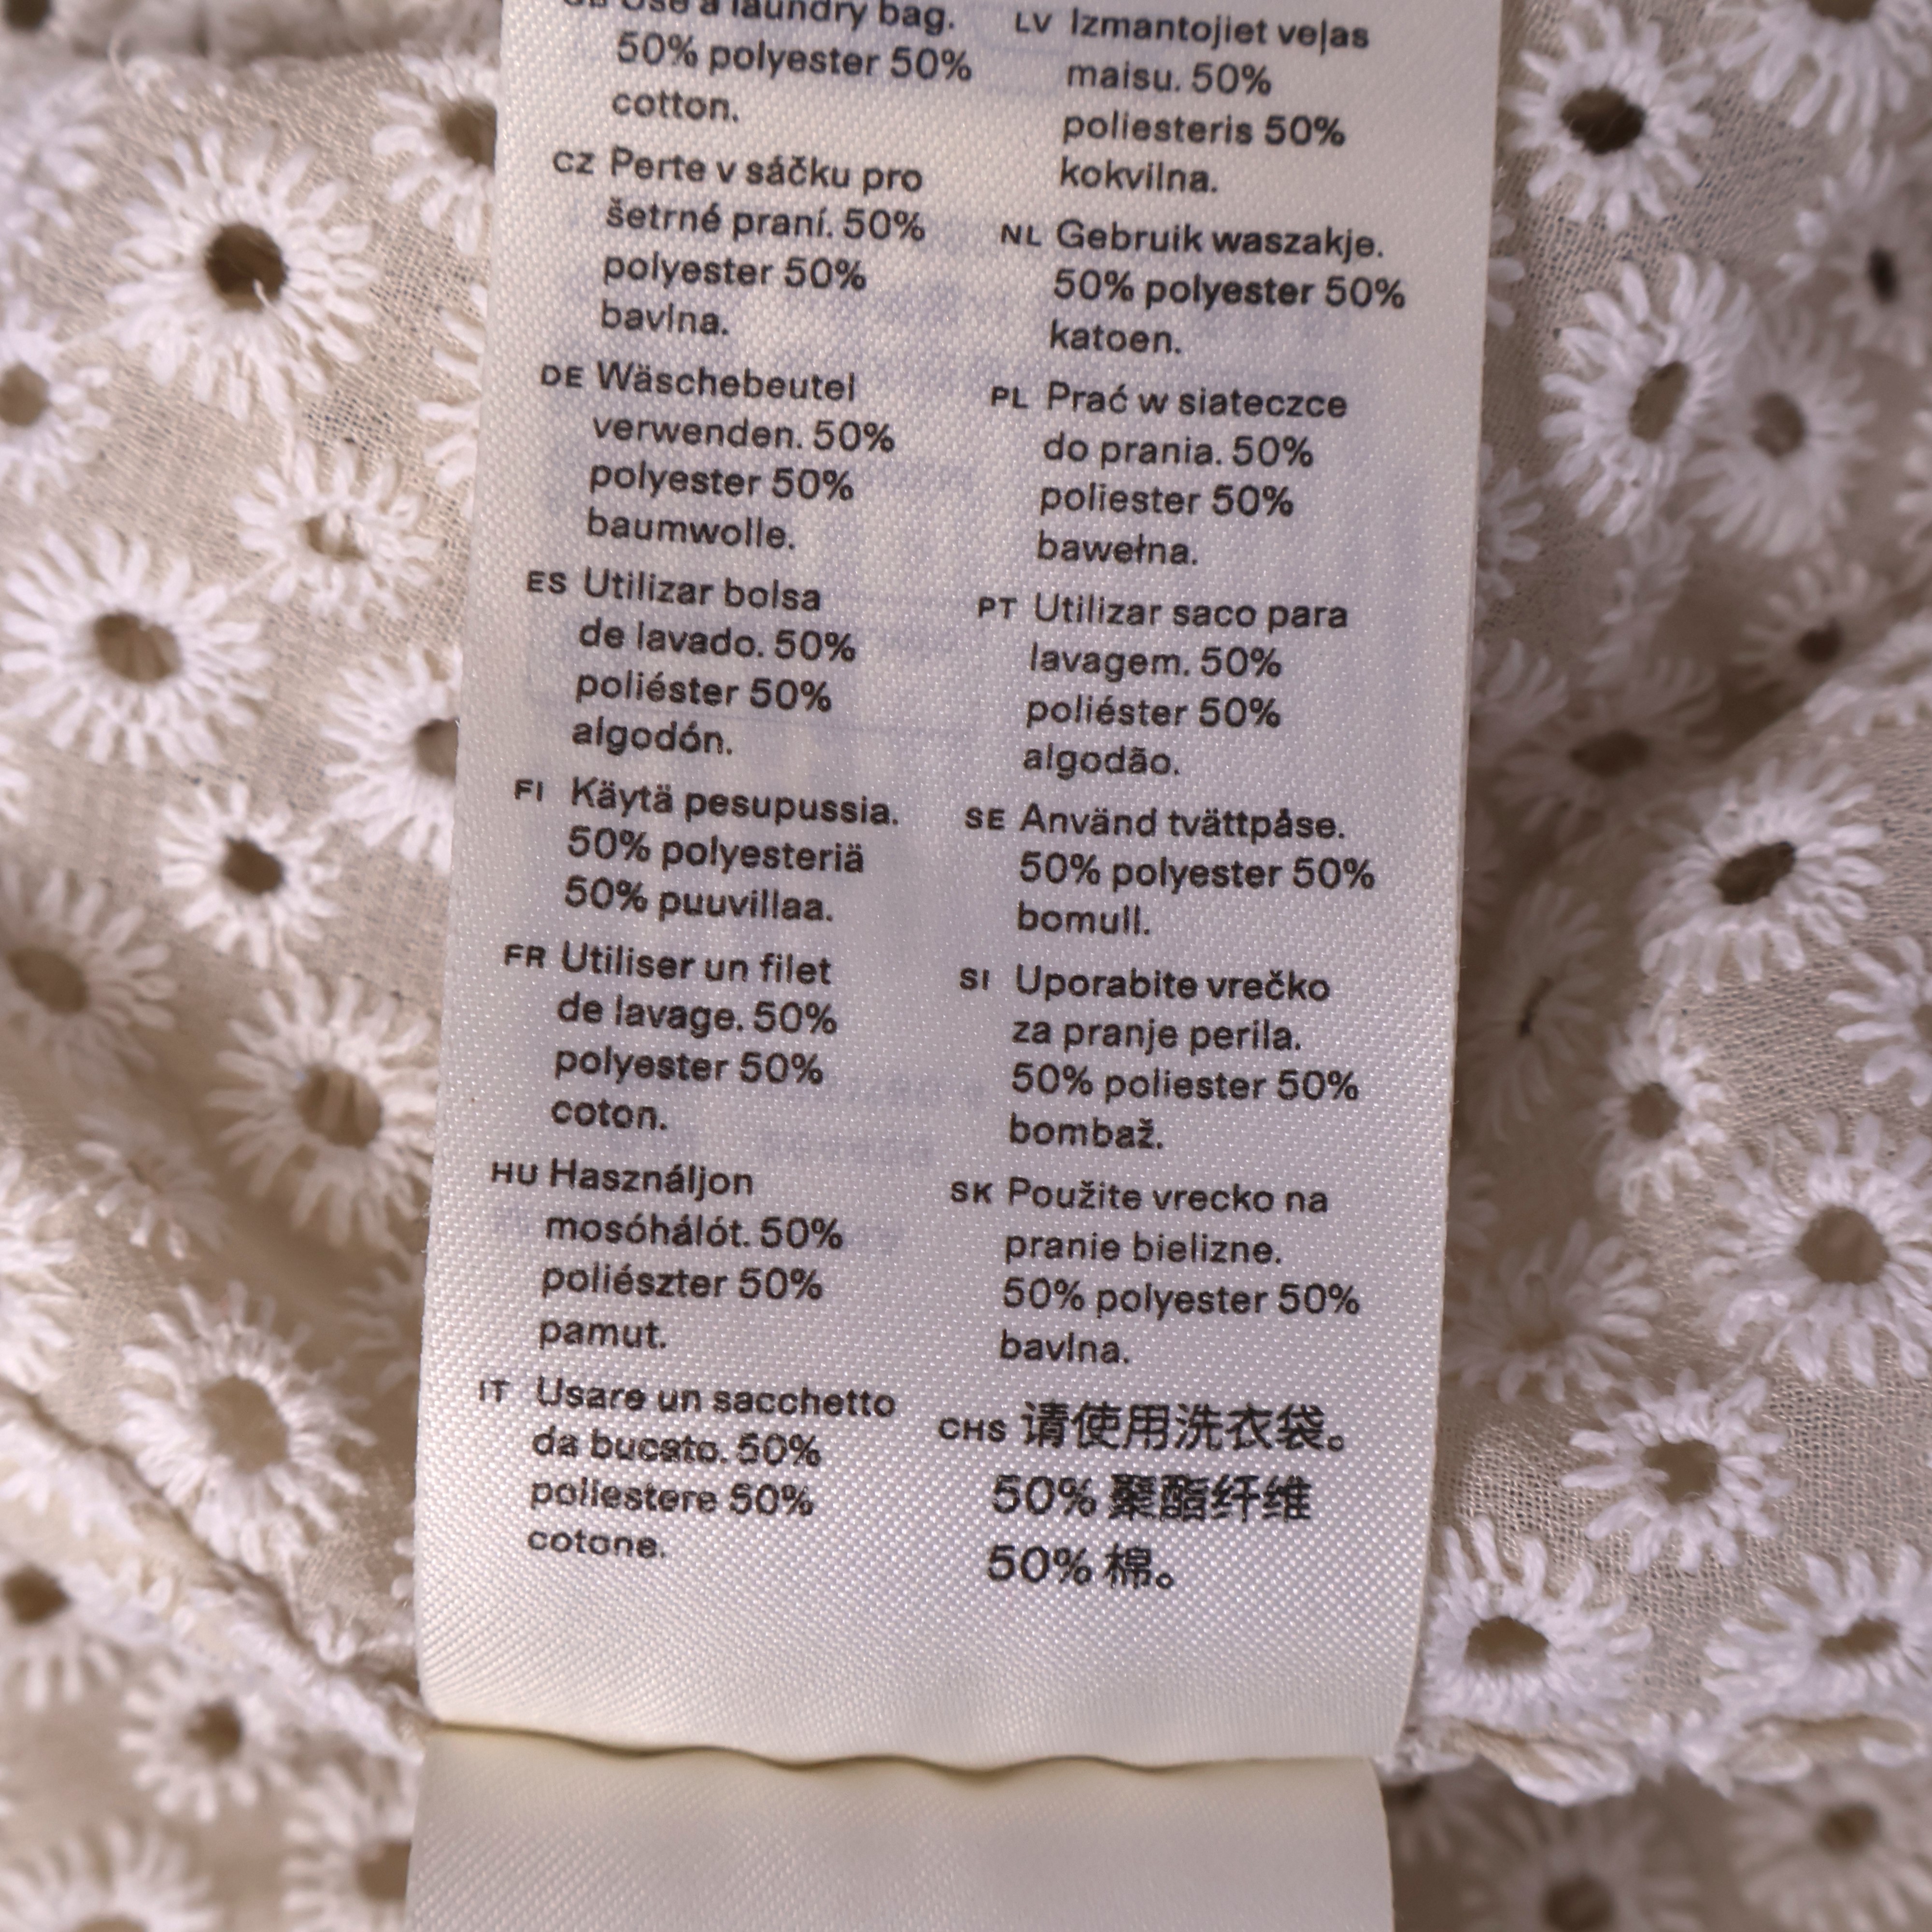 Use a laundry bag.
50% polyester 50%
cotton.
CZ Perte v sáčku pro
šetrné praní. 50%
polyester 50%
bavlna.
DE Wäschebeutel
verwenden. 50%
polyester 50%
baumwolle.
ES Utilizar bolsa
de lavado. 50%
poliéster 50%
algodón.
FI Käytä pesupussia.
50% polyesteriä
50% puuvillaa.
FR Utiliser un filet
de lavage. 50%
polyester 50%
coton.
HU Használjon
mosóhálót. 50%
poliészter 50%
pamut.
IT Usare un sacchetto
da bucato. 50%
poliestere 50%
cotone.
LV Izmantojiet veļas
maisu. 50%
poliesteris 50%
kokvilna.
NL Gebruik waszakje.
50% polyester 50%
katoen.
PL Prać w siateczce
do prania. 50%
poliester 50%
bawełna.
PT Utilizar saco para
lavagem. 50%
poliéster 50%
algodão.
SE Använd tvättpåse.
50% polyester 50%
bomull.
SI Uporabite vrečko
za pranje perila.
50% poliester 50%
bombaž.
SK Použite vrecko na
pranie bielizne.
50% polyester 50%
bavlna.
CHS 请使用洗衣袋。
50% 聚酯纤维
50% 棉。